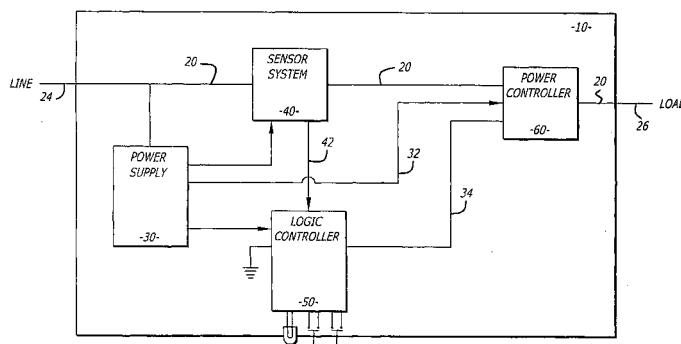 -10-
LINE
24
20
SENSOR
SYSTEM
-40-
20
POWER
CONTROLLER
-60-
20
LOAD
26
42
32
34
POWER
SUPPLY
-30-
LOGIC
CONTROLLER
-50-